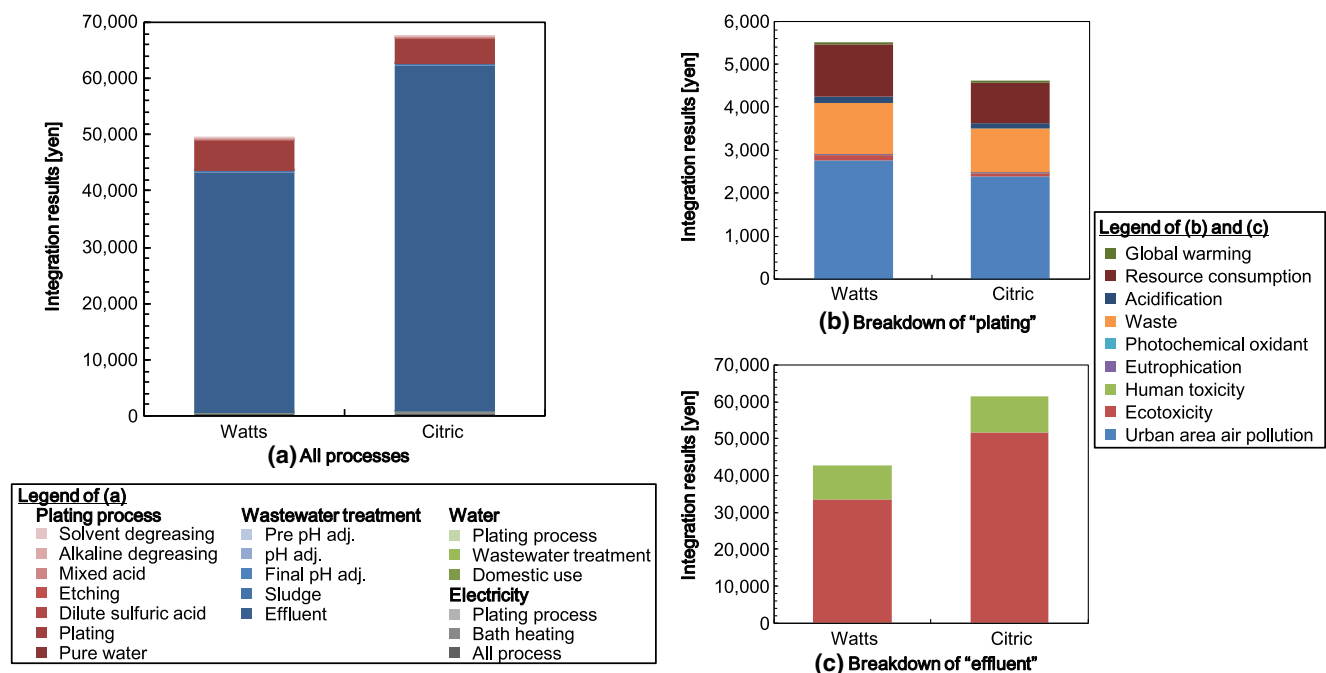 Integration results [yen]
70,000
60,000
50,000
40,000
30,000
20,000
10,000
0
Watts
Citric
(a) All processes
Legend of (a)
Plating process
Solvent degreasing
Alkaline degreasing
Mixed acid
Etching
Dilute sulfuric acid
Plating
Pure water
Wastewater treatment
Pre pH adj.
pH adj.
Final pH adj.
Sludge
Effluent
Water
Plating process
Wastewater treatment
Domestic use
Electricity
Plating process
Bath heating
All process
Integration results [yen]
6,000
5,000
4,000
3,000
2,000
1,000
0
Watts
Citric
(b) Breakdown of “plating”
Legend of (b) and (c)
Global warming
Resource consumption
Acidification
Waste
Photochemical oxidant
Eutrophication
Human toxicity
Ecotoxicity
Urban area air pollution
Integration results [yen]
70,000
60,000
50,000
40,000
30,000
20,000
10,000
0
Watts
Citric
(c) Breakdown of “effluent”